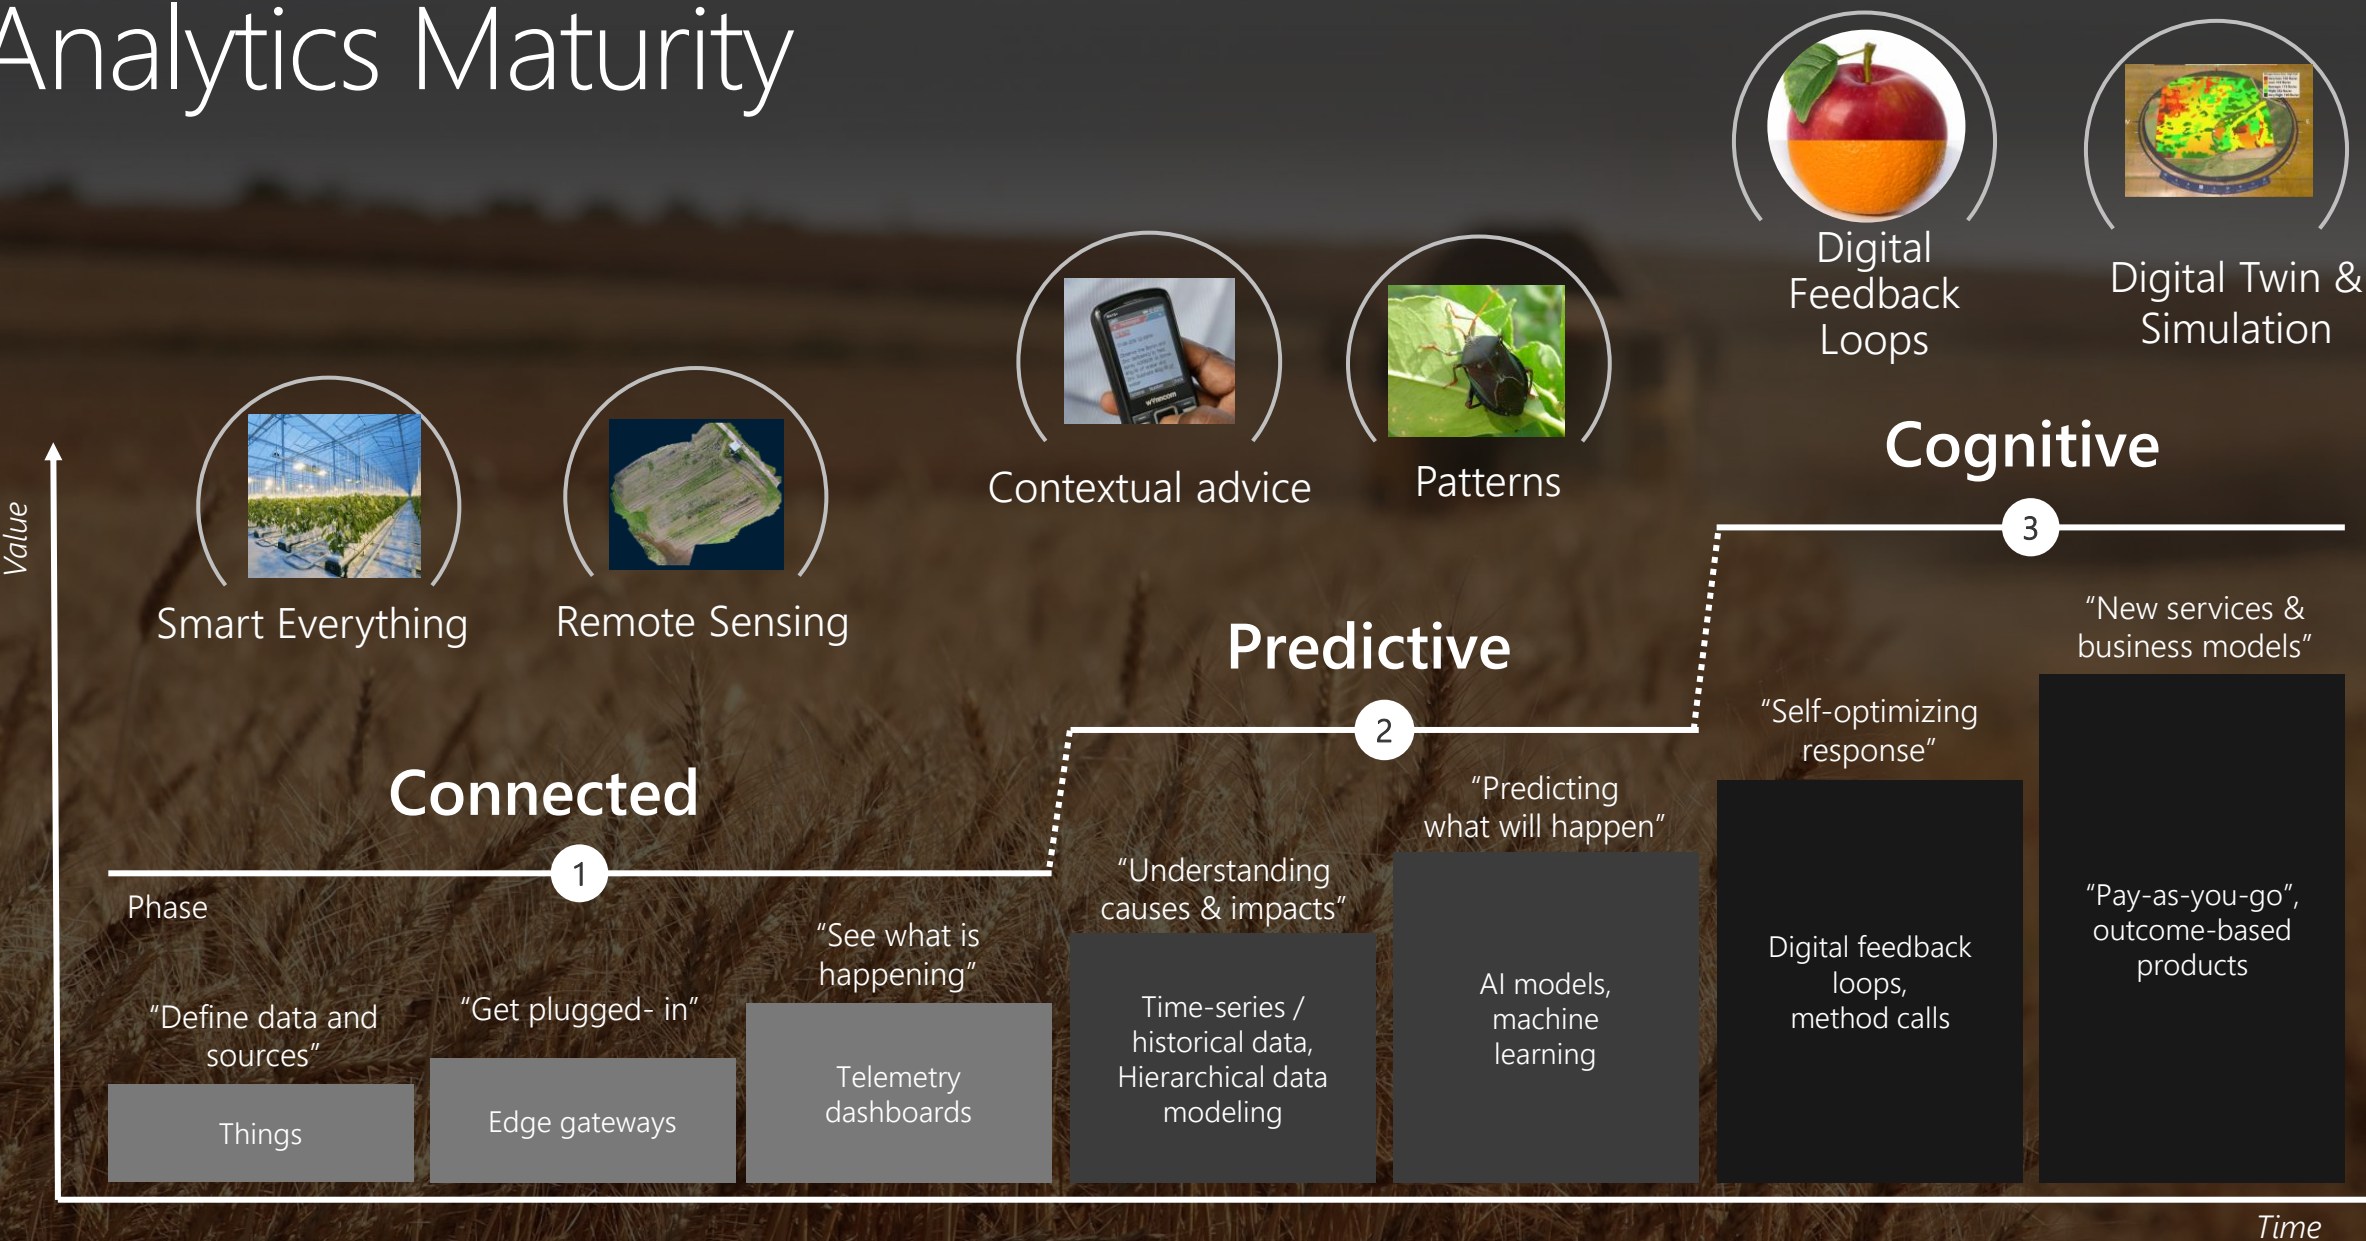 Analytics Maturity
Digital
Feedback
Loops
Digital Twin &
Simulation
Contextual advice
Patterns
Cognitive
3
Smart Everything
Remote Sensing
Value
Predictive
2
Connected
1
Phase
“Define data and
sources”
Things
“Get plugged- in”
Edge gateways
“See what is
happening”
Telemetry
dashboards
“Understanding
causes & impacts”
Time-series /
historical data,
Hierarchical data
modeling
“Predicting
what will happen”
AI models,
machine
learning
“Self-optimizing
response”
Digital feedback
loops,
method calls
“New services &
business models”
“Pay-as-you-go”,
outcome-based
products
Time